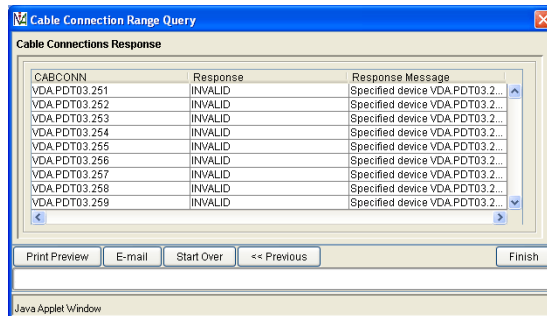 Cable Connection Range Query
Cable Connections Response
CABCONN Response Response Message
VDA.PDT03.251 INVALID Specified device VDA.PDT03.2...
VDA.PDT03.252 INVALID Specified device VDA.PDT03.2...
VDA.PDT03.253 INVALID Specified device VDA.PDT03.2...
VDA.PDT03.254 INVALID Specified device VDA.PDT03.2...
VDA.PDT03.255 INVALID Specified device VDA.PDT03.2...
VDA.PDT03.256 INVALID Specified device VDA.PDT03.2...
VDA.PDT03.257 INVALID Specified device VDA.PDT03.2...
VDA.PDT03.258 INVALID Specified device VDA.PDT03.2...
VDA.PDT03.259 INVALID Specified device VDA.PDT03.2...
Print Preview E-mail Start Over << Previous Finish
Java Applet Window